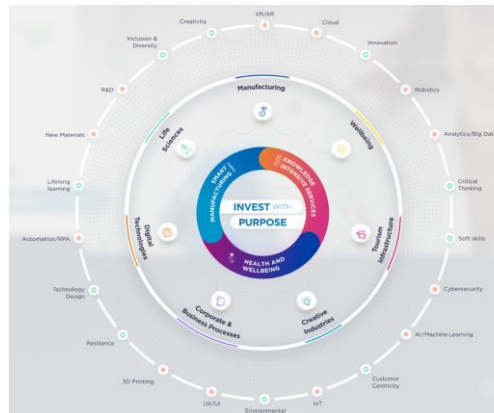 VR/AR
Cloud
Innovation
Robotics
Analytics/Big Data
Critical
Thinking
Soft skills
Cybersecurity
AI/Machine Learning
Customer
Centricity
IoT
Environmental
UX/UI
3D Printing
Resilience
Technology
Design
Automation/RPA
Lifelong
learning
New Materials
R&D
Inclusion &
Diversity
Creativity
Manufacturing
Wellbeing
Tourism
Infrastructure
Creative
Industries
Corporate &
Business Processes
Digital
Technologies
Life
Sciences
SMART
MANUFACTURING
KNOWLEDGE
INTENSIVE SERVICES
HEALTH AND
WELLBEING
INVEST WITH
PURPOSE